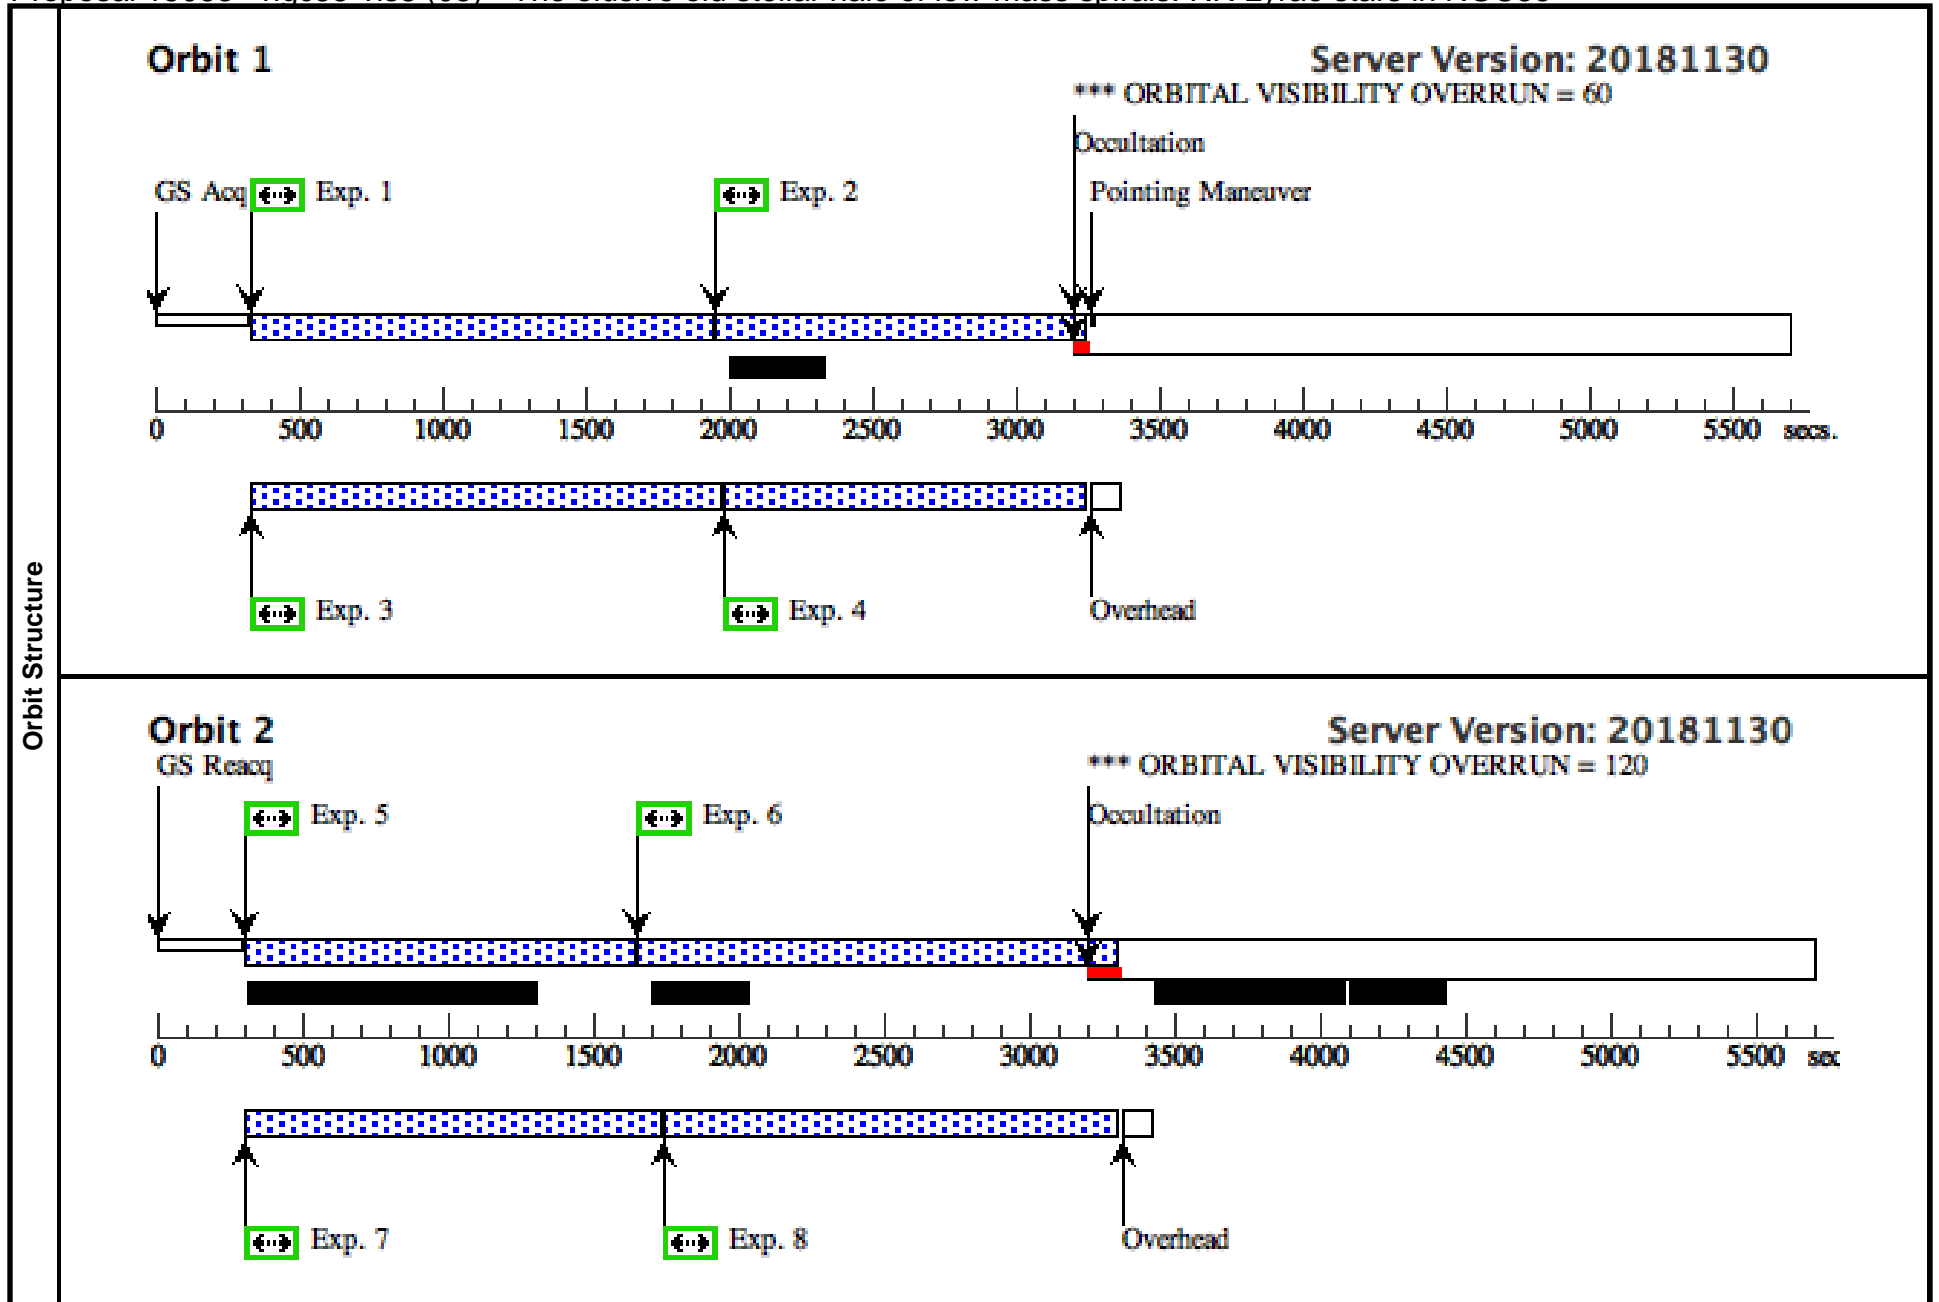 Orbit Structure
Orbit 1
Server Version: 20181130
*** ORBITAL VISIBILITY OVERRUN = 60
Occultation
GS Acq
Exp. 1
Exp. 2
Pointing Maneuver
0 500 1000 1500 2000 2500 3000 3500 4000 4500 5000 5500 secs.
Exp. 3
Exp. 4
Overhead
Orbit 2
Server Version: 20181130
GS Reacq
*** ORBITAL VISIBILITY OVERRUN = 120
Exp. 5
Exp. 6
Occultation
0 500 1000 1500 2000 2500 3000 3500 4000 4500 5000 5500 sec
Exp. 7
Exp. 8
Overhead